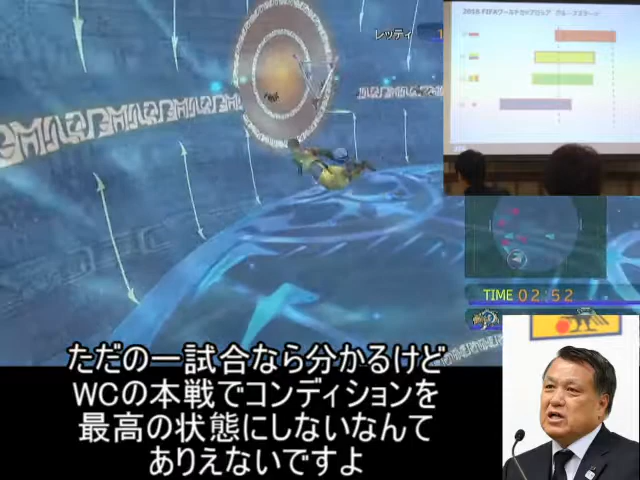 レッティ 1
2018 FIFAワールドカップロシア グループステージ
TIME 02:52
ただの一試合なら分かるけど
WCの本戦でコンディションを
最高の状態にしないなんて
ありえないですよ